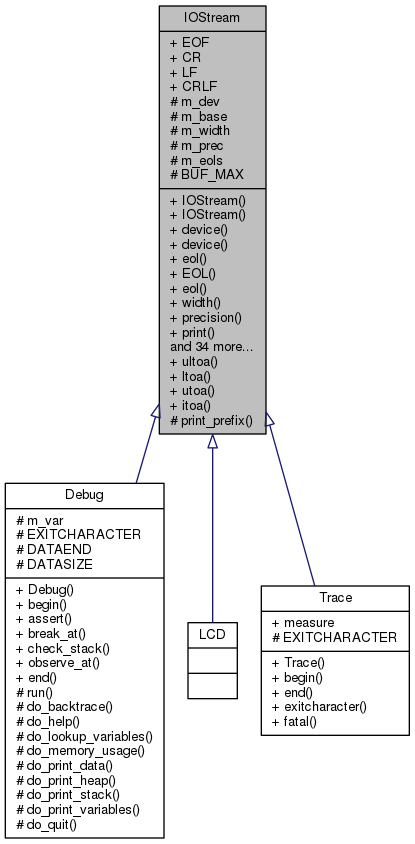 IOStream
+ EOF
+ CR
+ LF
+ CRLF
# m_dev
# m_base
# m_width
# m_prec
# m_eols
# BUF_MAX
+ IOStream()
+ IOStream()
+ device()
+ device()
+ eol()
+ EOL()
+ eol()
+ width()
+ precision()
+ print()
and 34 more...
+ ultoa()
+ ltoa()
+ utoa()
+ itoa()
# print_prefix()
Debug
# m_var
# EXITCHARACTER
# DATAEND
# DATASIZE
+ Debug()
+ begin()
+ assert()
+ break_at()
+ check_stack()
+ observe_at()
+ end()
# run()
# do_backtrace()
# do_help()
# do_lookup_variables()
# do_memory_usage()
# do_print_data()
# do_print_heap()
# do_print_stack()
# do_print_variables()
# do_quit()
LCD
Trace
+ measure
# EXITCHARACTER
+ Trace()
+ begin()
+ end()
+ exitcharacter()
+ fatal()